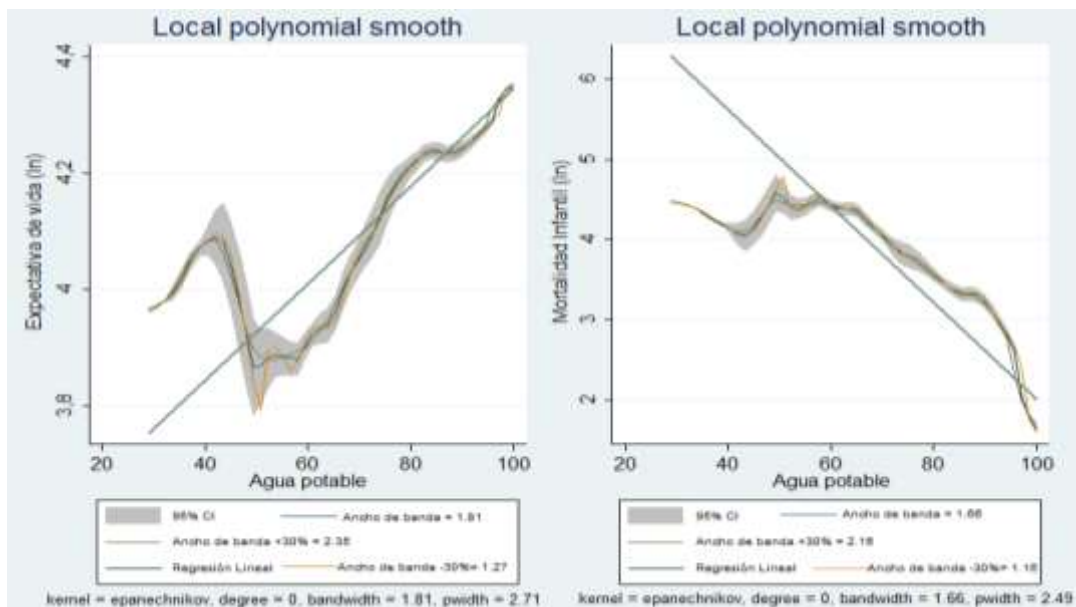 Local polynomial smooth
Expectativa de vida (ln)
4,4
4,2
4
3,8
20 40 60 80 100
Agua potable
95% CI Ancho de banda = 1.81
Ancho de banda +30% = 2.35
Regresión Lineal Ancho de banda -30%= 1.27
kernel = epanechnikov, degree = 0, bandwidth = 1.81, pwidth = 2.71
Local polynomial smooth
Mortalidad Infantil (ln)
6
5
4
3
2
20 40 60 80 100
Agua potable
95% CI Ancho de banda = 1.66
Ancho de banda +30% = 2.16
Regresión Lineal Ancho de banda -30%= 1.16
kernel = epanechnikov, degree = 0, bandwidth = 1.66, pwidth = 2.49